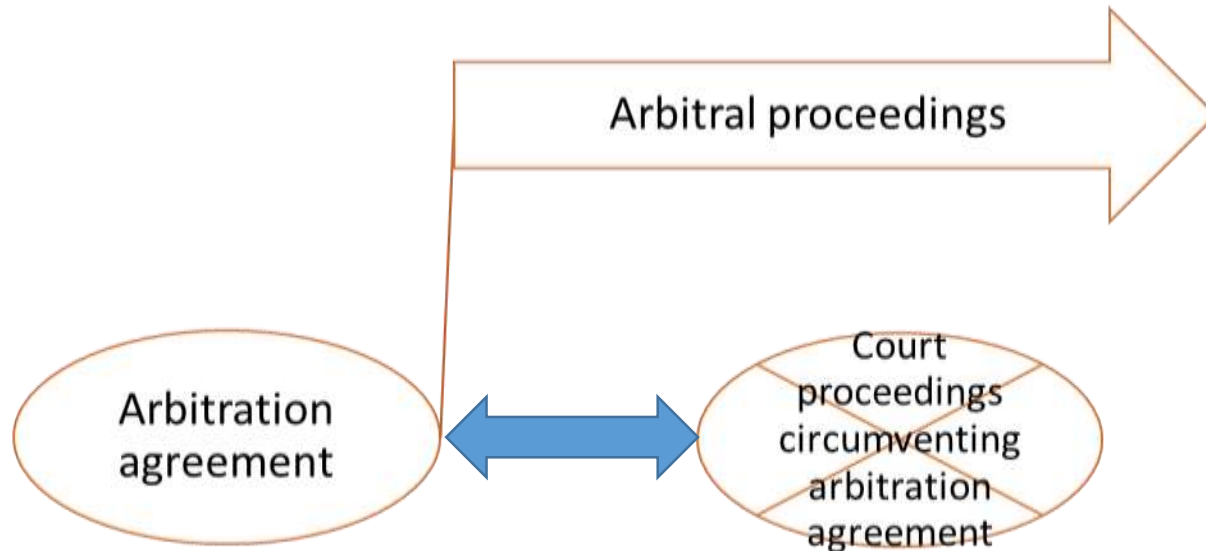 Arbitral proceedings
Arbitration
agreement
Court
proceedings
circumventing
arbitration
agreement